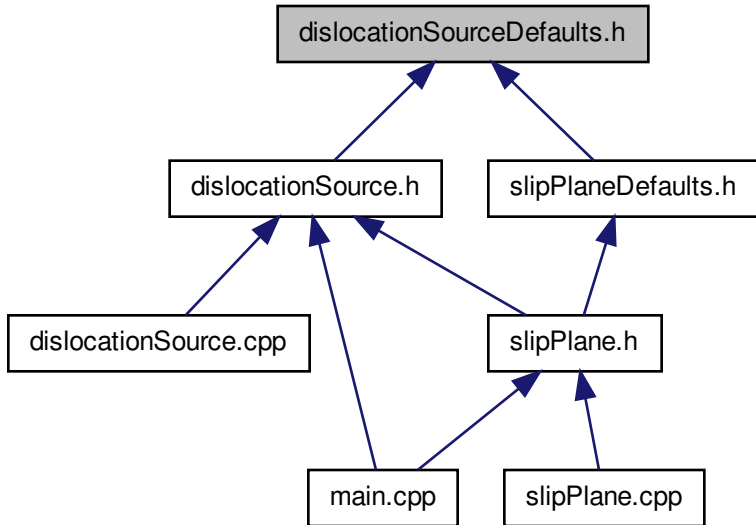 dislocationSourceDefaults.h
dislocationSource.h
slipPlaneDefaults.h
dislocationSource.cpp
slipPlane.h
main.cpp
slipPlane.cpp